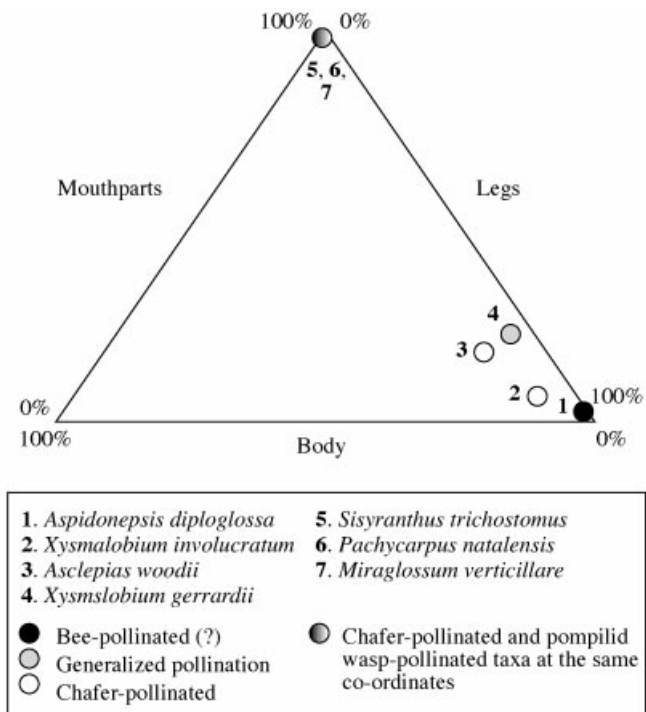 100% 0%
5, 6,
7
Mouthparts
Legs
4
3
2
1
100%
0%
100%
Body
0%
1. Aspidonepsis diploglossa
2. Xysmalobium involucratum
3. Asclepias woodii
4. Xysmslobium gerrardii
5. Sisyranthus trichostomus
6. Pachycarpus natalensis
7. Miraglossum verticillare
Bee-pollinated (?)
Generalized pollination
Chafer-pollinated
Chafer-pollinated and pompilid
wasp-pollinated taxa at the same
co-ordinates